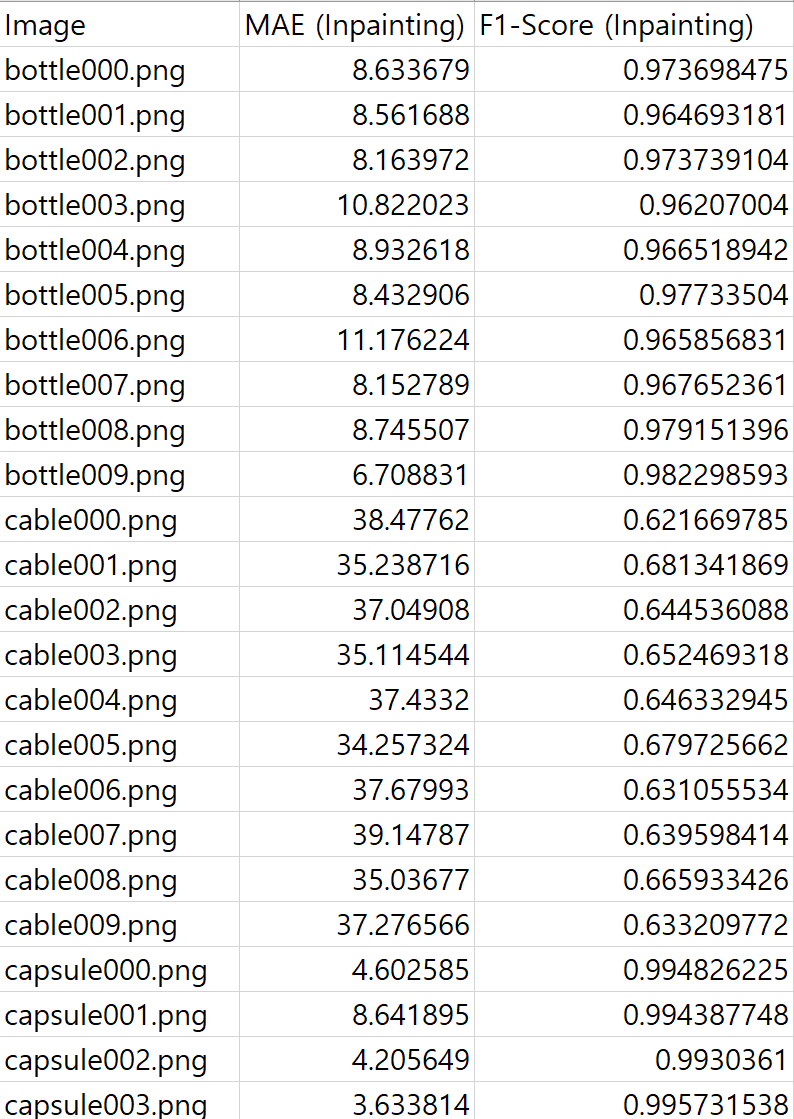 Image MAE (Inpainting) F1-Score (Inpainting)
bottle000.png 8.633679 0.973698475
bottle001.png 8.561688 0.964693181
bottle002.png 8.163972 0.973739104
bottle003.png 10.822023 0.96207004
bottle004.png 8.932618 0.966518942
bottle005.png 8.432906 0.97733504
bottle006.png 11.176224 0.965856831
bottle007.png 8.152789 0.967652361
bottle008.png 8.745507 0.979151396
bottle009.png 6.708831 0.982298593
cable000.png 38.47762 0.621669785
cable001.png 35.238716 0.681341869
cable002.png 37.04908 0.644536088
cable003.png 35.114544 0.652469318
cable004.png 37.4332 0.646332945
cable005.png 34.257324 0.679725662
cable006.png 37.67993 0.631055534
cable007.png 39.14787 0.639598414
cable008.png 35.03677 0.665933426
cable009.png 37.276566 0.633209772
capsule000.png 4.602585 0.994826225
capsule001.png 8.641895 0.994387748
capsule002.png 4.205649 0.9930361
capsule003.png 3.633814 0.995731538